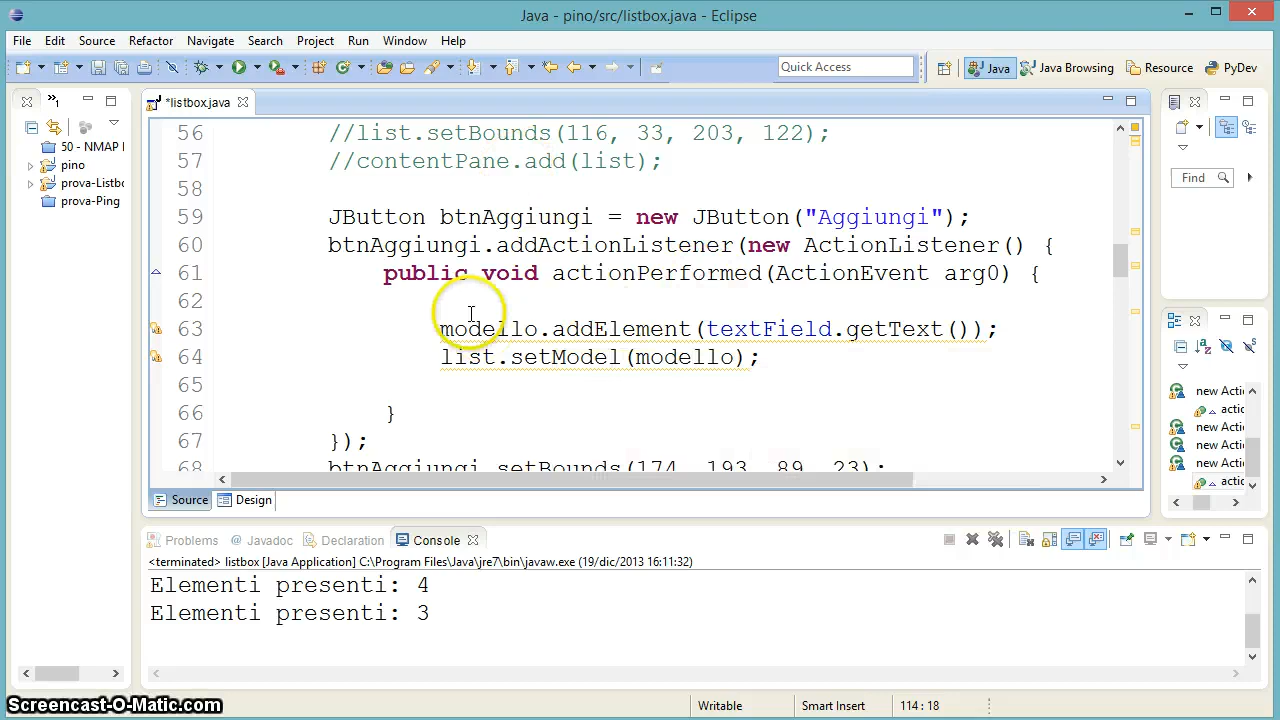 Java - pino/src/listbox.java - Eclipse
File Edit Source Refactor Navigate Search Project Run Window Help
Quick Access
Java
Java Browsing
Resource
PyDev
*listbox.java
50 - NMAP
pino
prova-Listbo
prova-Ping
56 //list.setBounds(116, 33, 203, 122);
57 //contentPane.add(list);
58
59 JButton btnAggiungi = new JButton("Aggiungi");
60 btnAggiungi.addActionListener(new ActionListener() {
61 public void actionPerformed(ActionEvent arg0) {
62
63 modello.addElement(textField.getText());
64 list.setModel(modello);
65
66 }
67 });
68 btnAggiungi.setBounds(174, 193, 89, 23);
Find
new Actio
actic
new Actio
new Actio
new Actio
actic
Source Design
Problems Javadoc Declaration Console
<terminated> listbox [Java Application] C:\Program Files\Java\jre7\bin\javaw.exe (19/dic/2013 16:11:32)
Elementi presenti: 4
Elementi presenti: 3
Screencast-O-Matic.com
Writable
Smart Insert
114 : 18